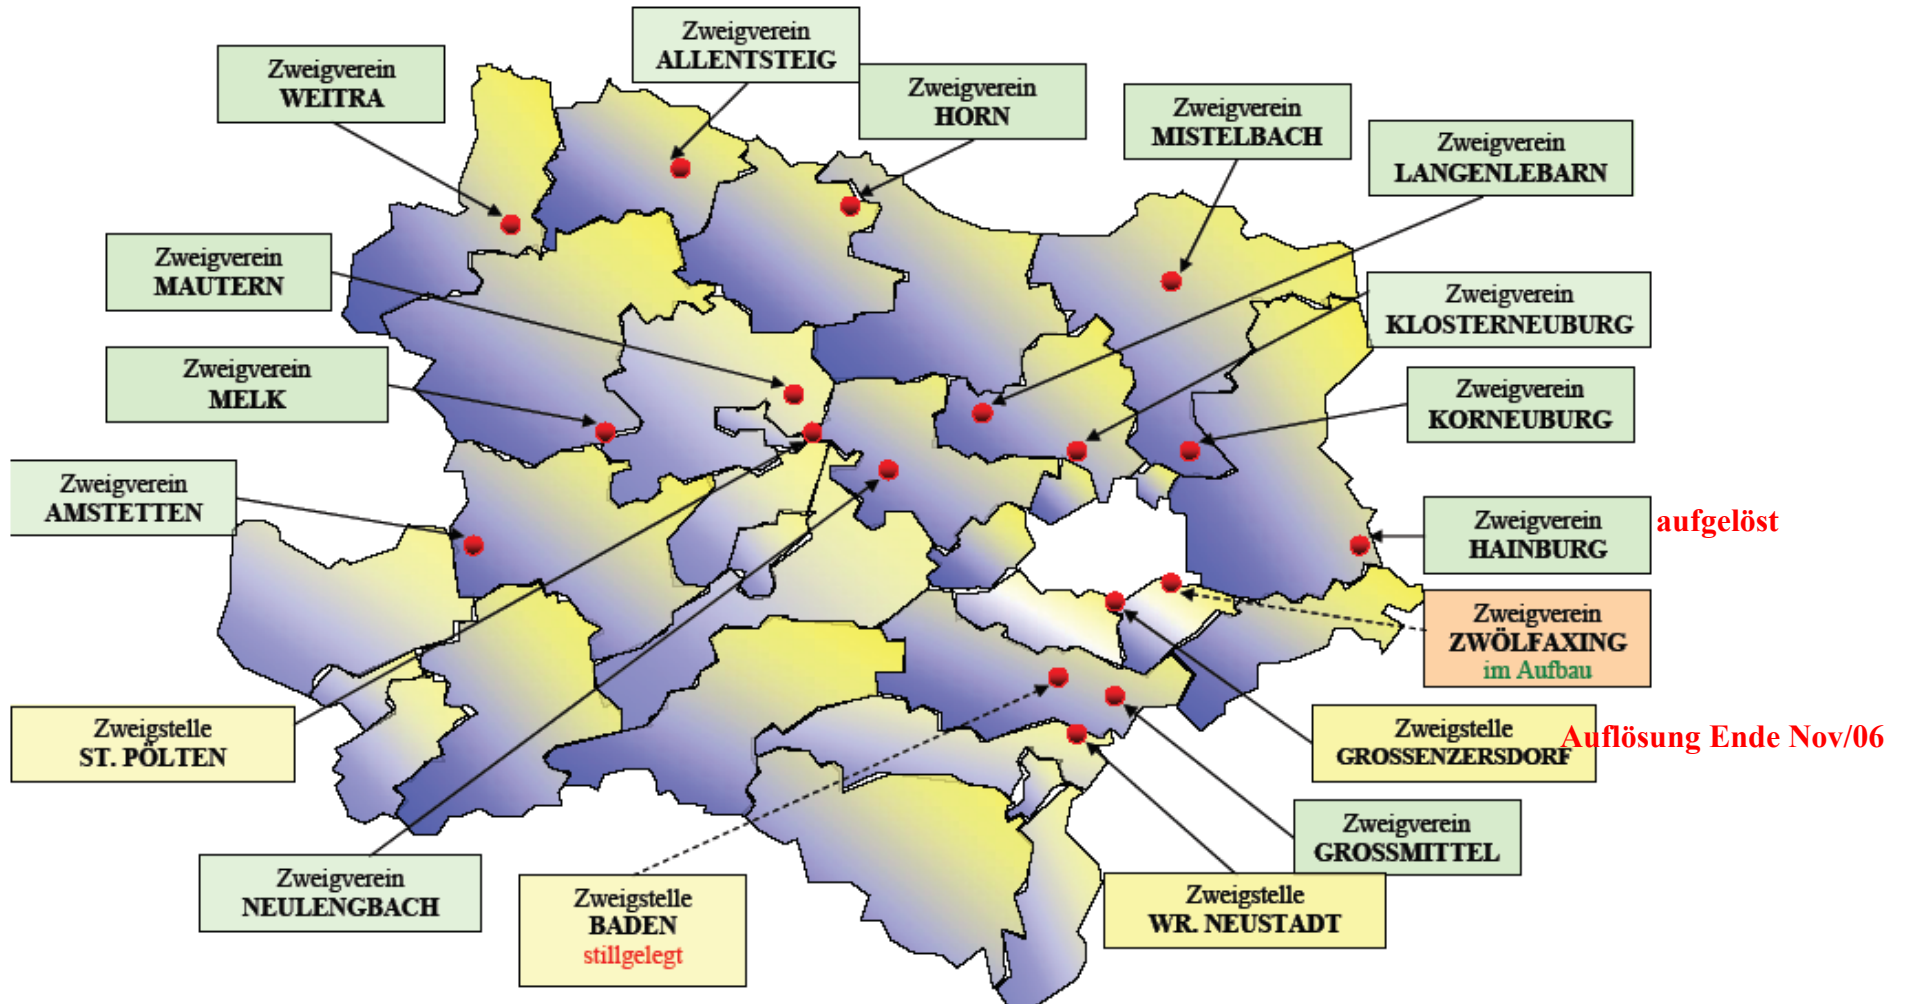 Zweigverein
ALLENTSTEIG
Zweigverein
WEITRA
Zweigverein
HORN
Zweigverein
MISTELBACH
Zweigverein
LANGENLEBARN
Zweigverein
MAUTERN
Zweigverein
KLOSTERNEUBURG
Zweigverein
MELK
Zweigverein
KORNEUBURG
Zweigverein
AMSTETTEN
Zweigverein
HAINBURG
aufgelöst
Zweigverein
ZWÖLFAXING
im Aufbau
Zweigstelle
ST. PÖLTEN
Zweigstelle
GROSSENZERSDORF
Auflösung Ende Nov/06
Zweigverein
GROSSMITTEL
Zweigverein
NEULENGBACH
Zweigstelle
BADEN
stillgelegt
Zweigstelle
WR. NEUSTADT